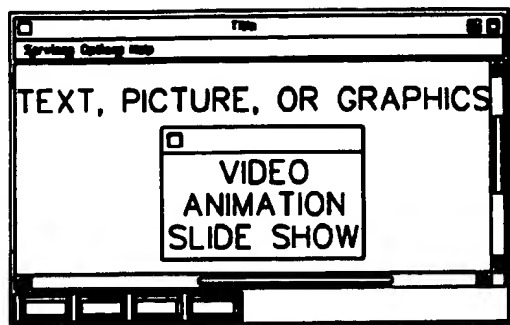 Title
Services Options Help
TEXT, PICTURE, OR GRAPHICS
VIDEO
ANIMATION
SLIDE SHOW